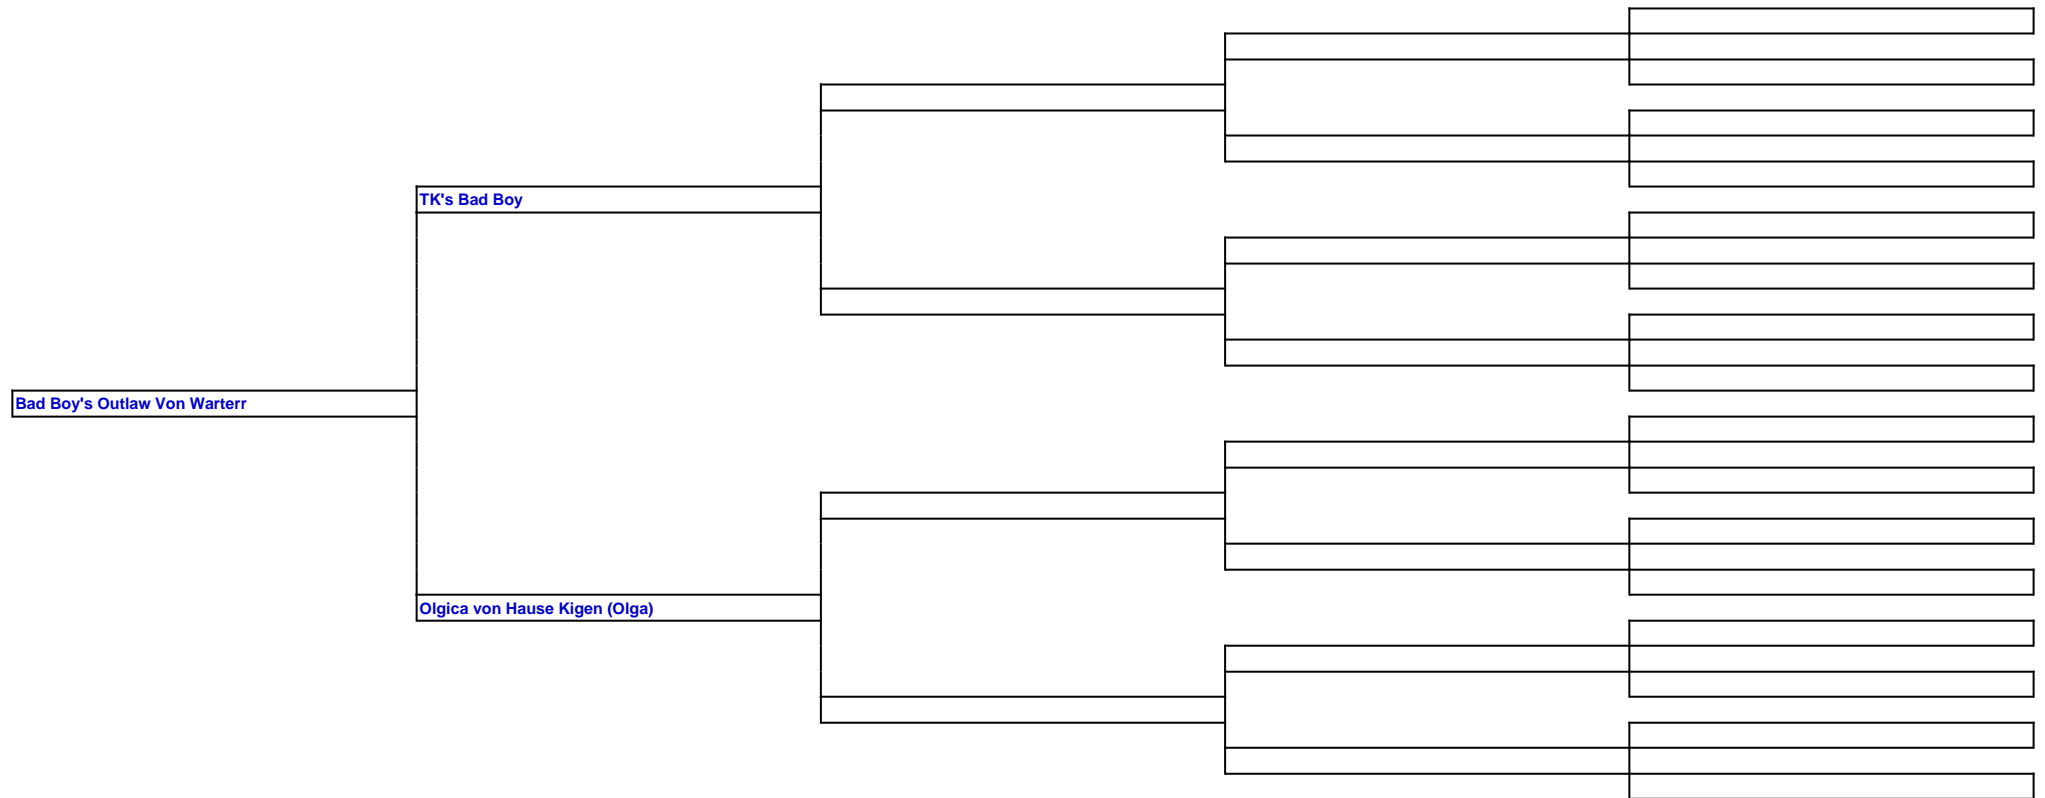 TK's Bad Boy
Bad Boy's Outlaw Von Warterr
Olgica von Hause Kigen (Olga)